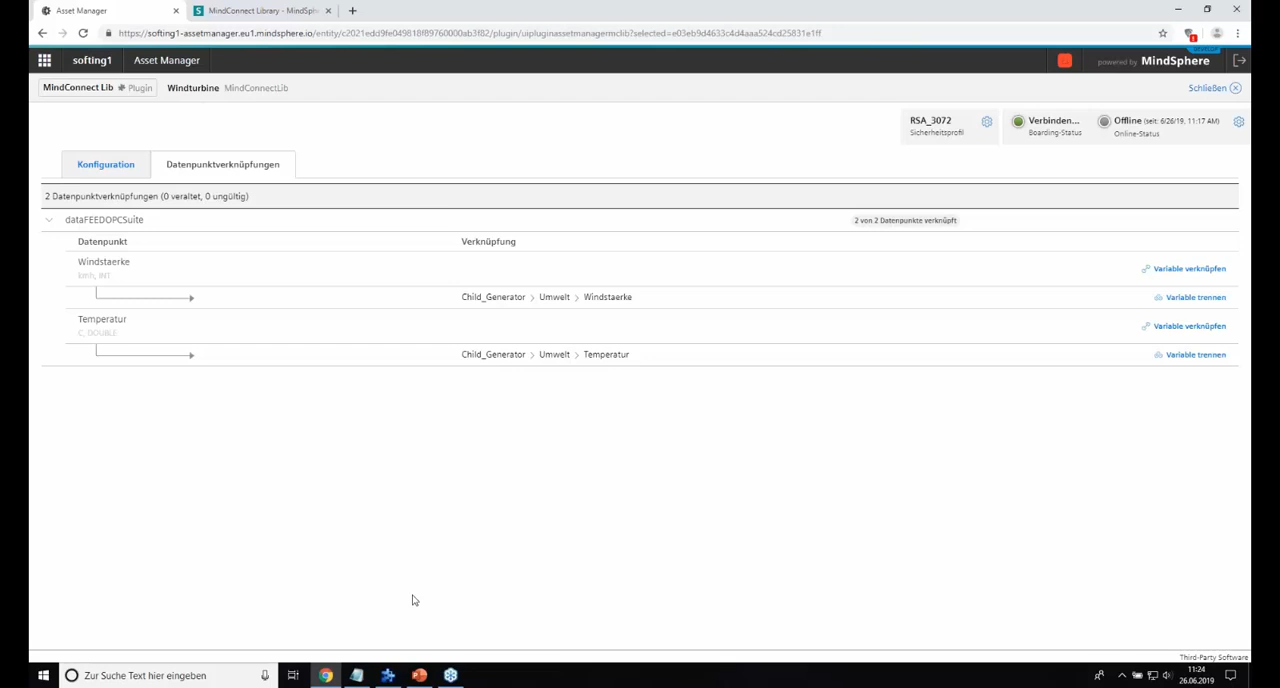 Asset Manager
MindConnect Library - MindSph
https://softing1-assetmanager.eu1.mindsphere.io/entity/c2021edd9fe049818f89760000ab3f82/plugin/uipluginassetmanagermclib?selected=e03eb9d4633c4d4aaa524cd25831e1ff
softing1 Asset Manager
powered by MindSphere
MindConnect Lib Plugin Windturbine MindConnectLib
Schließen
RSA_3072
Sicherheitsprofil
Verbinden...
Boarding-Status
Offline (seit: 6/26/19, 11:17 AM)
Online-Status
Konfiguration Datenpunktverknüpfungen
2 Datenpunktverknüpfungen (0 veraltet, 0 ungültig)
dataFEEDOPCSuite 2 von 2 Datenpunkte verknüpft
Datenpunkt Verknüpfung
Windstaerke
kmh, INT
Variable verknüpfen
Child_Generator > Umwelt > Windstaerke Variable trennen
Temperatur
C, DOUBLE
Variable verknüpfen
Child_Generator > Umwelt > Temperatur Variable trennen
Third-Party Software
Zur Suche Text hier eingeben
11:24
26.06.2019